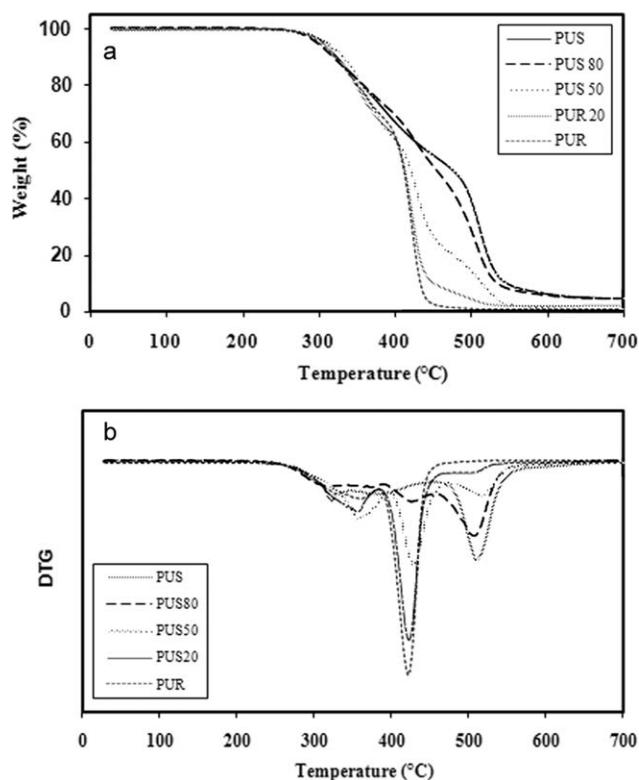 a
100
80
60
40
20
0
Weight (%)
0 100 200 300 400 500 600 700
Temperature (°C)
PUS
PUS 80
PUS 50
PUR 20
PUR
b
DTG
PUS
PUS80
PUS50
PUS20
PUR
0 100 200 300 400 500 600 700
Temperature (°C)